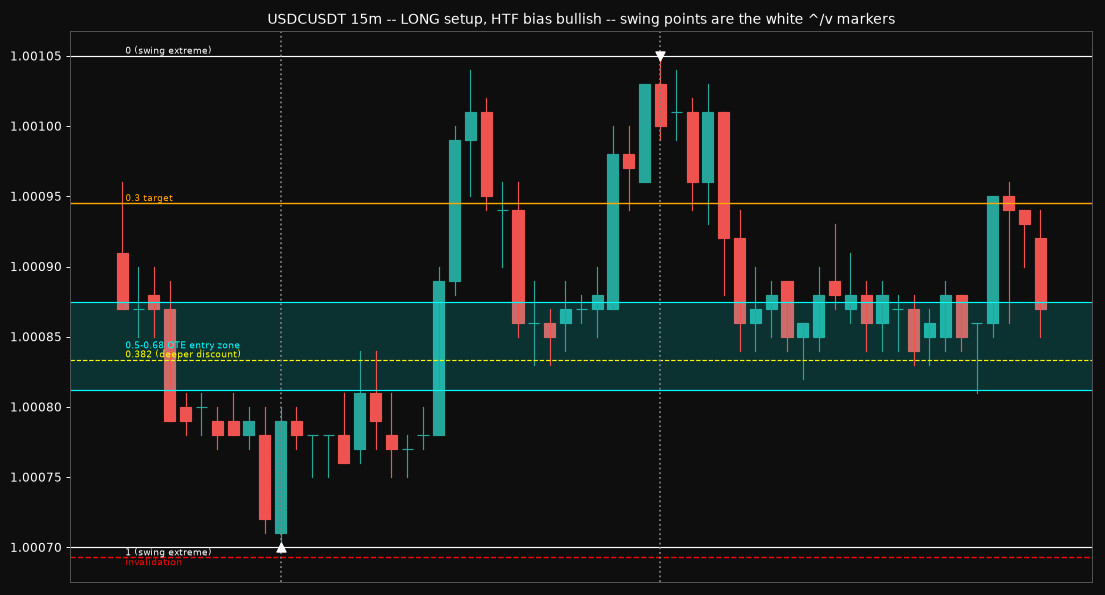 USDCUSDT 15m -- LONG setup, HTF bias bullish -- swing points are the white ^/v markers
1.00105
0 (swing extreme)
1.00100
1.00095
0.3 target
1.00090
1.00085
0.5-0.68 OTE entry zone
0.382 (deeper discount)
1.00080
1.00075
1.00070
1 (swing extreme)
Invalidation